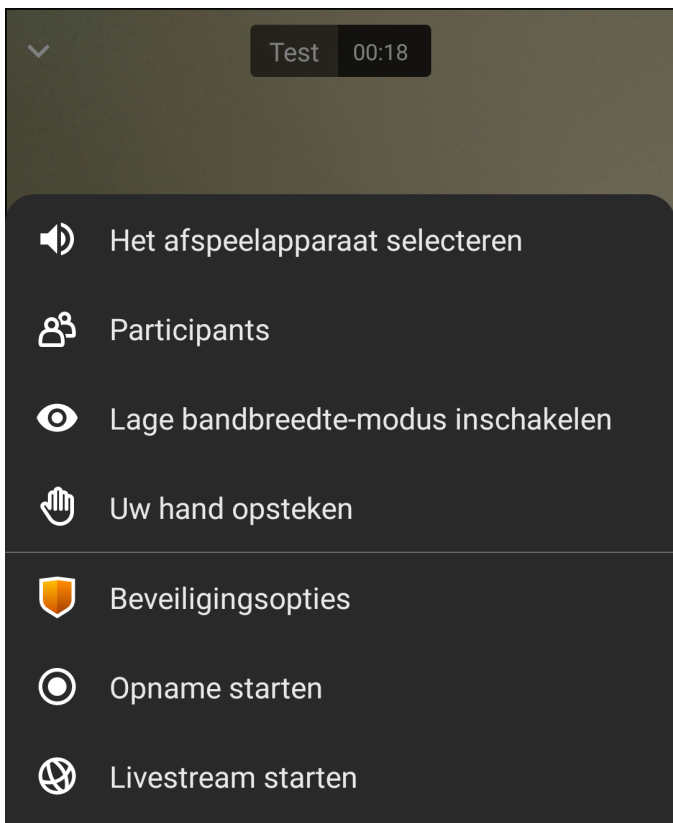 Test 00:18
Het afspeelapparaat selecteren
Participants
Lage bandbreedte-modus inschakelen
Uw hand opsteken
Beveiligingsopties
Opname starten
Livestream starten